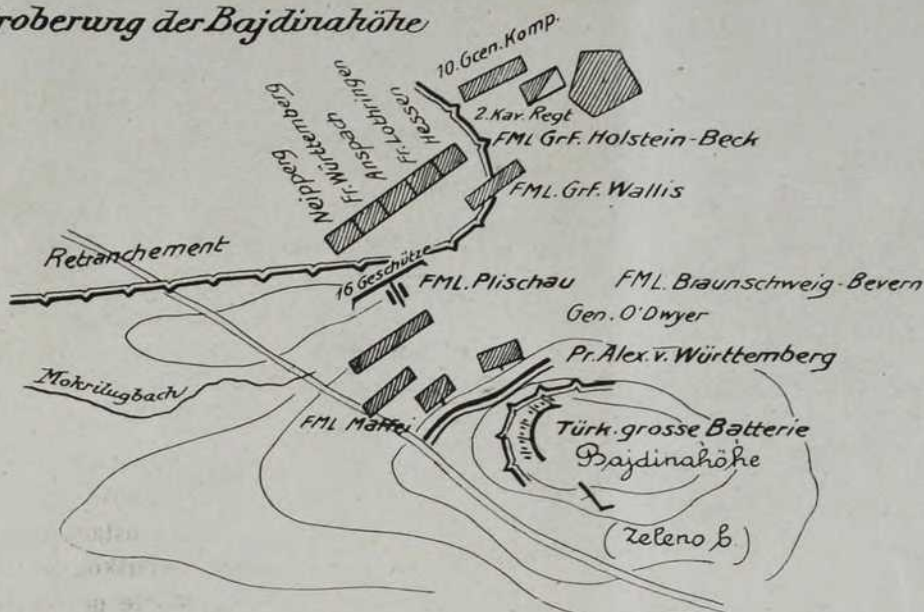 roberung der Bajdinahöhe
10. Gren. Komp.
2. Kav. Regt
FML Grf. Holstein-Beck
FML. Grf. Wallis
Hessen
Fr. Lothringen
Anspach
Fr. Württemberg
Neipperg
Retranchement
16 Geschütze
FML. Plischau
FML. Braunschweig-Bevern
Gen. O'Dwyer
Pr. Alex. v. Württemberg
Mokrilugbach
FML Maffei
Türk. grosse Batterie
Bajdinahöhe
(Zeleno b.)